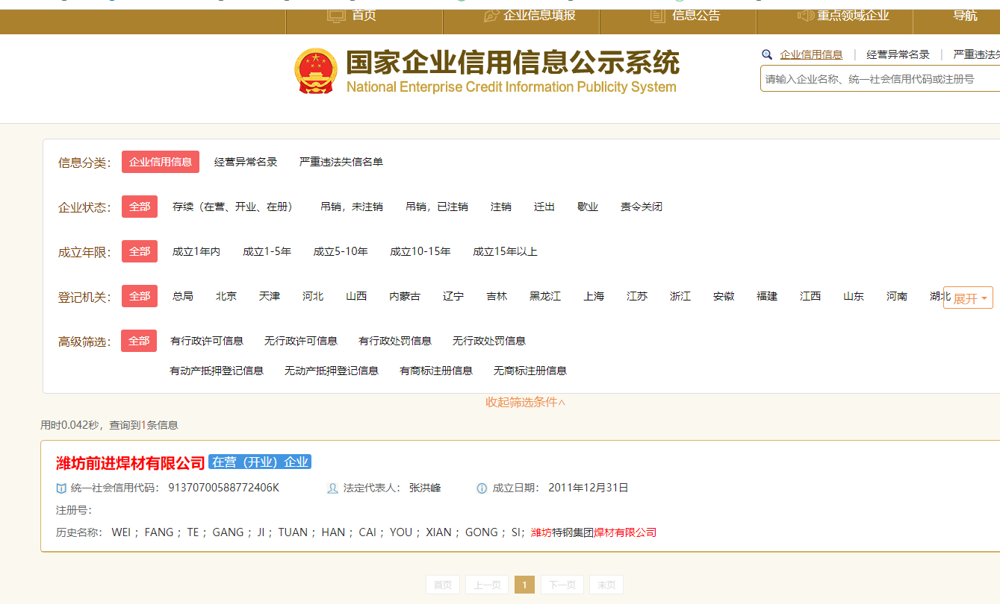 首页 企业信息填报 信息公告 重点领域企业 导航
国家企业信用信息公示系统
National Enterprise Credit Information Publicity System
企业信用信息 | 经营异常名录 | 严重违法失
请输入企业名称、统一社会信用代码或注册号
信息分类: 企业信用信息 经营异常名录 严重违法失信名单
企业状态: 全部 存续（在营、开业、在册） 吊销，未注销 吊销，已注销 注销 迁出 歇业 责令关闭
成立年限: 全部 成立1年内 成立1-5年 成立5-10年 成立10-15年 成立15年以上
登记机关: 全部 总局 北京 天津 河北 山西 内蒙古 辽宁 吉林 黑龙江 上海 江苏 浙江 安徽 福建 江西 山东 河南 湖北 展开
高级筛选: 全部 有行政许可信息 无行政许可信息 有行政处罚信息 无行政处罚信息
有动产抵押登记信息 无动产抵押登记信息 有商标注册信息 无商标注册信息
收起筛选条件^
用时0.042秒，查询到1条信息
潍坊前进焊材有限公司 在营（开业）企业
统一社会信用代码： 91370700588772406K 法定代表人： 张洪峰 成立日期： 2011年12月31日
注册号：
历史名称： WEI ；FANG ；TE ；GANG ；JI ；TUAN ；HAN ；CAI ；YOU ；XIAN ；GONG ；SI；潍坊特钢集团焊材有限公司
首页 上一页 1 下一页 末页